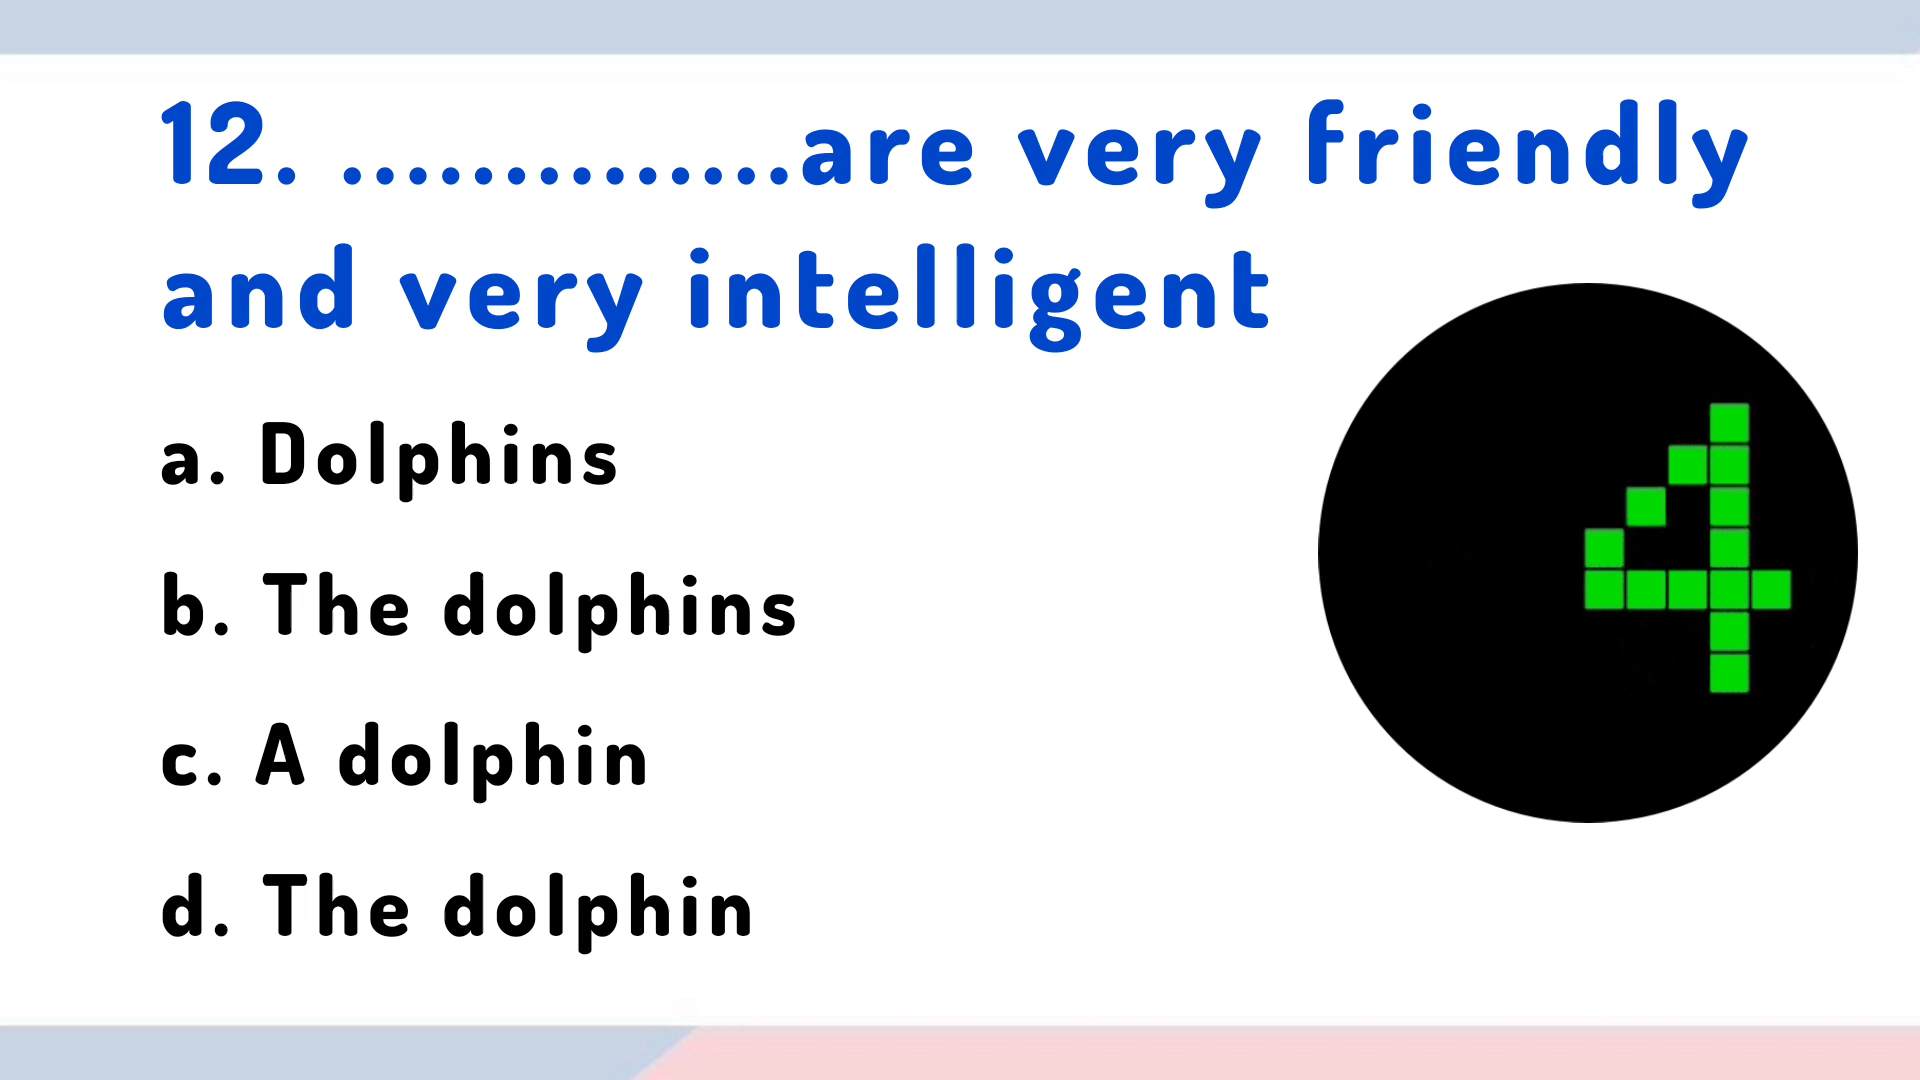 12. ..............are very friendly
and very intelligent
a. Dolphins
b. The dolphins
c. A dolphin
d. The dolphin
4